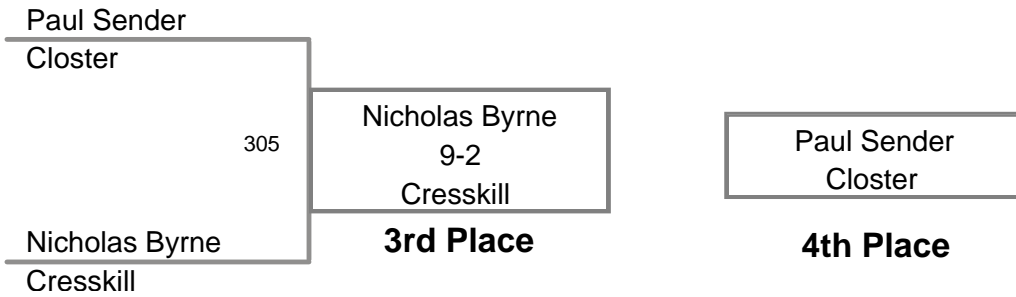 Paul Sender
Closter
305
Nicholas Byrne
Cresskill
Nicholas Byrne
9-2
Cresskill
3rd Place
Paul Sender
Closter
4th Place